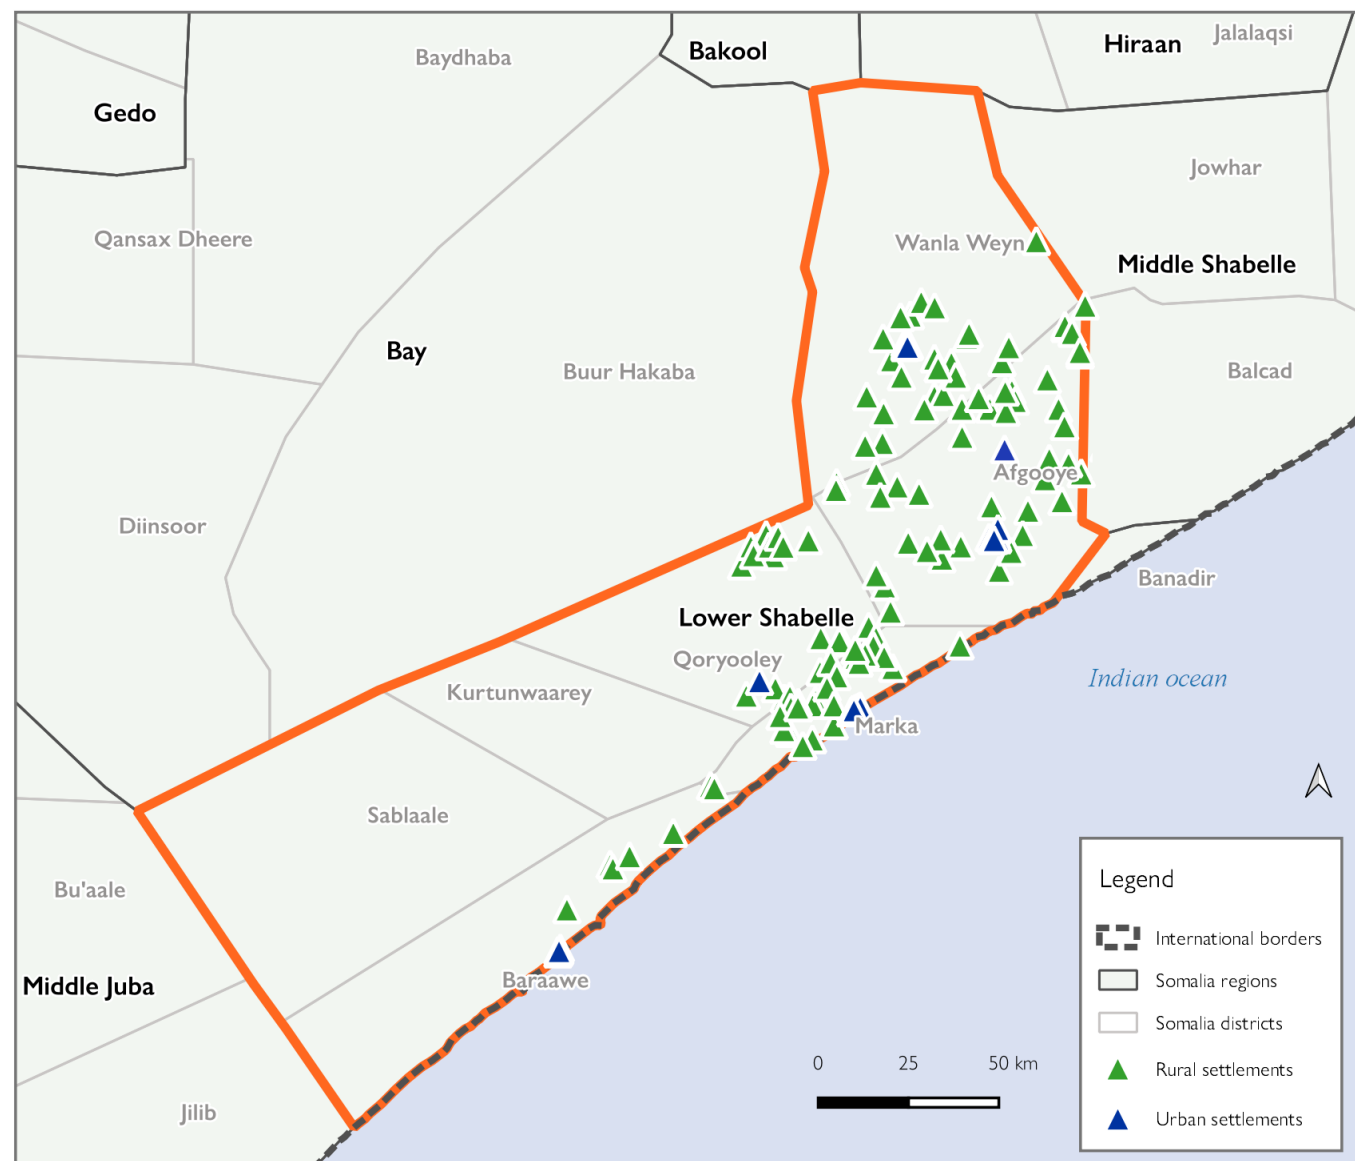 Bakool
Hiraan
Jalalaqsi
Baydhaba
Gedo
Jowhar
Qansax Dheere
Wanla Weyn
Middle Shabelle
Bay
Buur Hakaba
Balcad
Afgooye
Diinsoor
Banadir
Lower Shabelle
Qoryooley
Indian ocean
Kurtunwaarey
Marka
Sablaale
Bu'aale
Baraawe
Middle Juba
Jilib
0 25 50 km
Legend
International borders
Somalia regions
Somalia districts
Rural settlements
Urban settlements